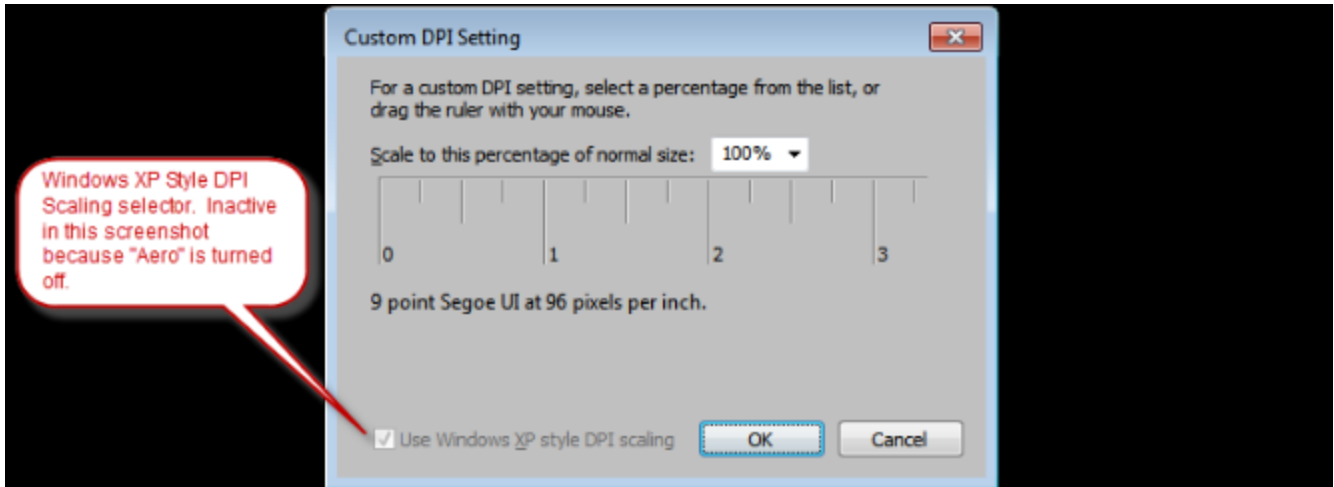 Custom DPI Setting
For a custom DPI setting, select a percentage from the list, or
drag the ruler with your mouse.
Scale to this percentage of normal size: 100%
Windows XP Style DPI
Scaling selector. Inactive
in this screenshot
because "Aero" is turned
off.
0 1 2 3
9 point Segoe UI at 96 pixels per inch.
Use Windows XP style DPI scaling OK Cancel